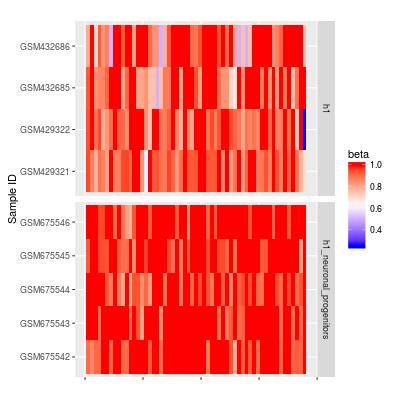 Sample ID
GSM432686
GSM432685
GSM429322
GSM429321
h1
GSM675546
GSM675545
GSM675544
GSM675543
GSM675542
h1_neuronal_progenitors
beta
1.0
0.8
0.6
0.4